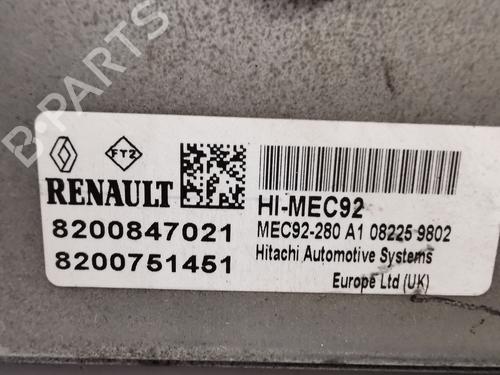 B-PARTS
FT2
RENAULT
8200847021
8200751451
HI-MEC92
MEC92-280 A1 08225 9802
Hitachi Automotive Systems
Europe Ltd (UK)